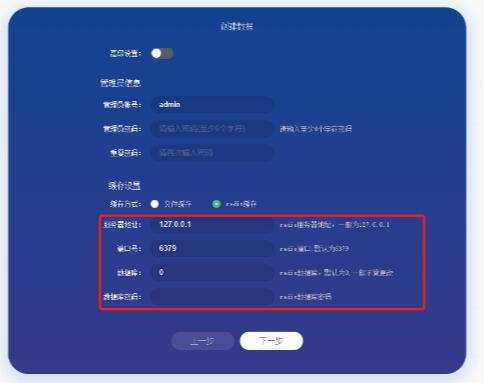 创建数据
高级设置：
管理员信息
管理员账号： admin
管理员密码： 请输入密码(至少6个字符) 请输入至少6个字符密码
重复密码： 请再次输入密码
缓存设置
缓存方式： 文件缓存 redis缓存
服务器地址： 127.0.0.1 redis服务器地址，一般为127.0.0.1
端口号： 6379 redis端口,默认为6379
数据库： 0 redis数据库，默认为0,一般不需更改
数据库密码： redis数据库密码
上一步 下一步